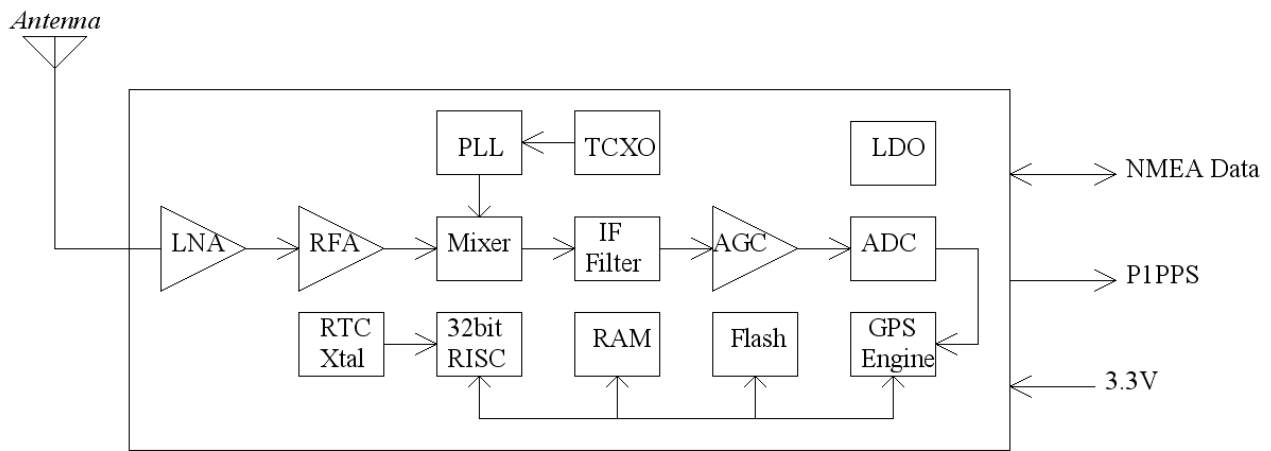 Antenna
PLL
TCXO
LDO
NMEA Data
LNA
RFA
Mixer
IF
Filter
AGC
ADC
P1PPS
RTC
Xtal
32bit
RISC
RAM
Flash
GPS
Engine
3.3V